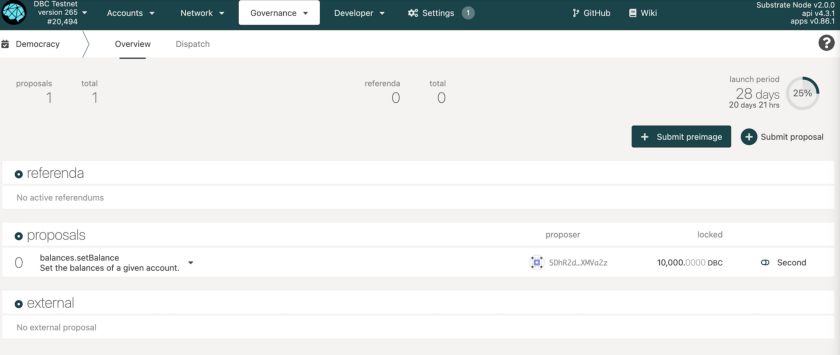 DBC Testnet
version 265
#20,494
Accounts
Network
Governance
Developer
Settings 1
GitHub
Wiki
Substrate Node v2.0.0
api v4.3.1
apps v0.86.1
Democracy
Overview
Dispatch
proposals total
1 1
referenda total
0 0
launch period
28 days
20 days 21 hrs
25%
Submit preimage
Submit proposal
referenda
No active referendums
proposals proposer locked
0 balances.setBalance
Set the balances of a given account.
5DhR2d…XMVaZz 10,000.0000 DBC Second
external
No external proposal